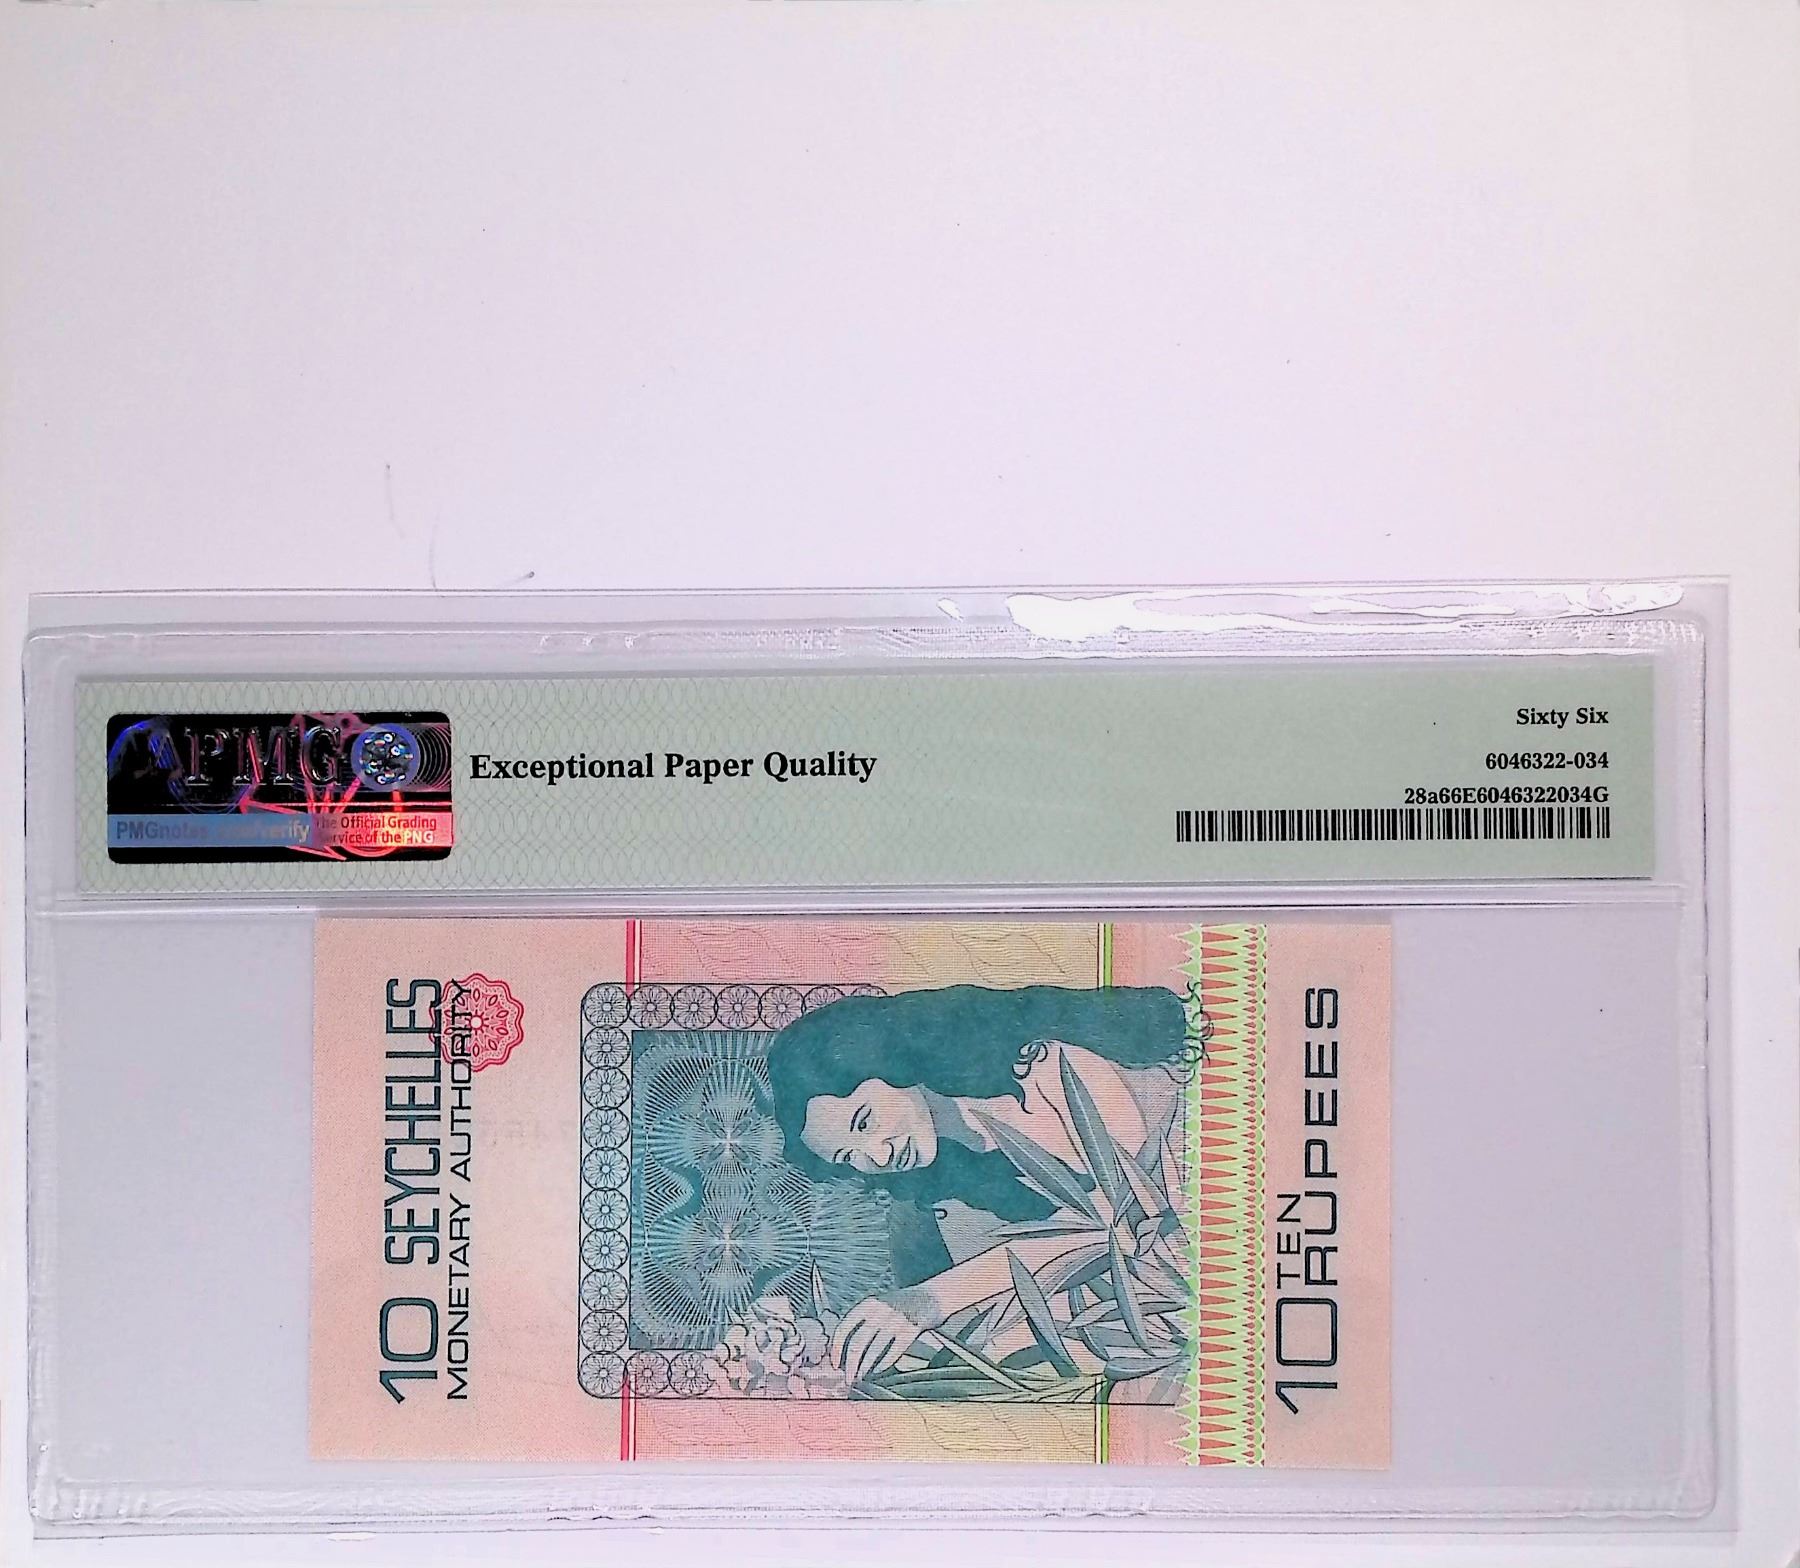 PMG
PMGnotes.com/verify
The Official Grading
Service of the PNG
Exceptional Paper Quality
Sixty Six
6046322-034
28a66E6046322034G
10 SEYCHELLES
MONETARY AUTHORITY
TEN
10 RUPEES